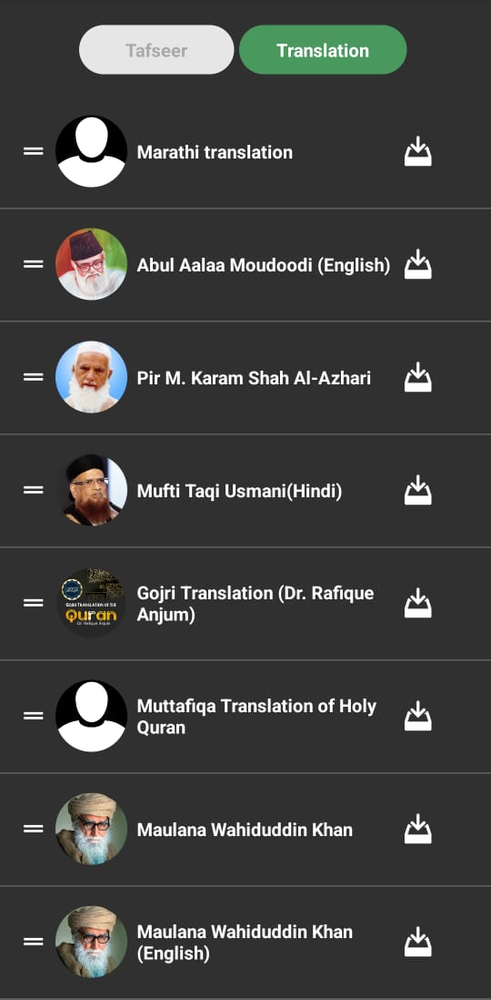 Tafseer
Translation
Marathi translation
Abul Aalaa Moudoodi (English)
Pir M. Karam Shah Al-Azhari
Mufti Taqi Usmani(Hindi)
GOJRI TRANSLATION OF THE
Quran
Dr. Rafique Anjum
Gojri Translation (Dr. Rafique
Anjum)
Muttafiqa Translation of Holy
Quran
Maulana Wahiduddin Khan
Maulana Wahiduddin Khan
(English)